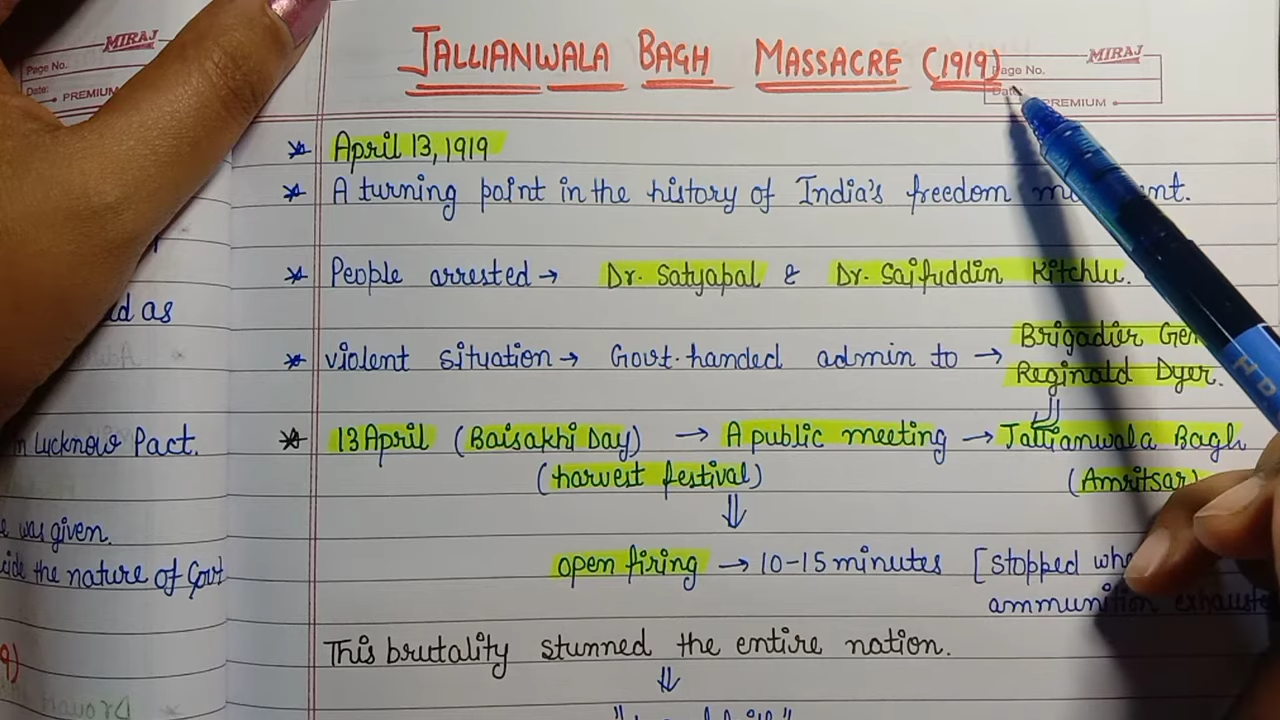 MIRAJ
Page No.
Date:
PREMIUM
JALLIANWALA BAGH MASSACRE (1919)
MIRAJ
Page No.
Date:
PREMIUM
April 13, 1919
A turning point in the history of India's freedom
People arrested → Dr. Satyapal & Dr. Saifuddin Kitchlu.
violent situation → Govt. handed admin to → Brigadier Gen
Reginald Dyer.
13 April (Baisakhi Day) → A public meeting → Jallianwala Bagh
(harvest festival) (Amritsar)
open firing → 10-15 minutes [stopped
ammunition
This brutality stunned the entire nation.
as
Lucknow Pact.
was given.
the nature of Govt